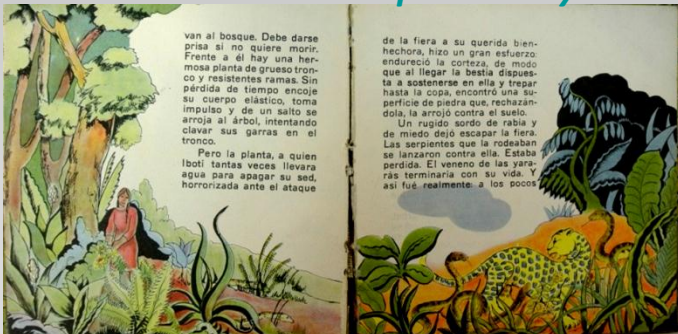 van al bosque. Debe darse
prisa si no quiere morir.
Frente a él hay una her-
mosa planta de grueso tron-
co y resistentes ramas. Sin
pérdida de tiempo encoje
su cuerpo elástico, toma
impulso y de un salto se
arroja al árbol, intentando
clavar sus garras en el
tronco.
Pero la planta, a quien
Ibotí tantas veces llevara
agua para apagar su sed,
horrorizada ante el ataque
de la fiera a su querida bien-
hechora, hizo un gran esfuerzo:
endureció la corteza, de modo
que al llegar la bestia dispues-
ta a sostenerse en ella y trepar
hasta la copa, encontró una su-
perficie de piedra que, rechazán-
dola, la arrojó contra el suelo.
Un rugido sordo de rabia y
de miedo dejó escapar la fiera.
Las serpientes que la rodeaban
se lanzaron contra ella. Estaba
perdida. El veneno de las yara-
rás terminaría con su vida. Y
así fué realmente: a los pocos